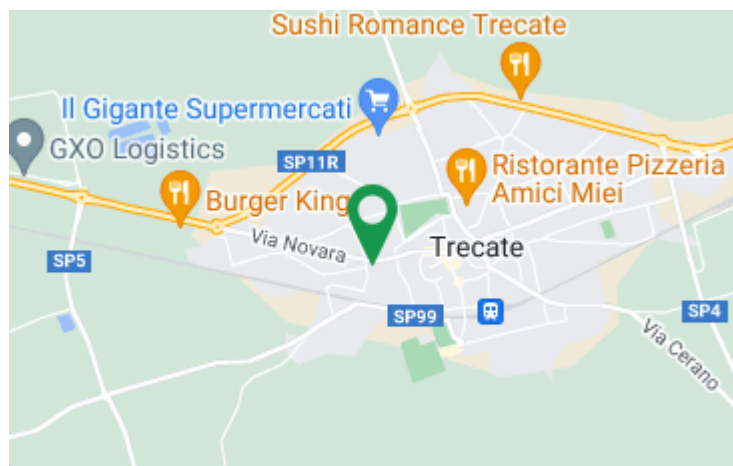 Sushi Romance Trecate
Il Gigante Supermercati
GXO Logistics
SP11R
Ristorante Pizzeria
Amici Miei
Burger King
Via Novara
Trecate
SP5
SP99
SP4
Via Cerano